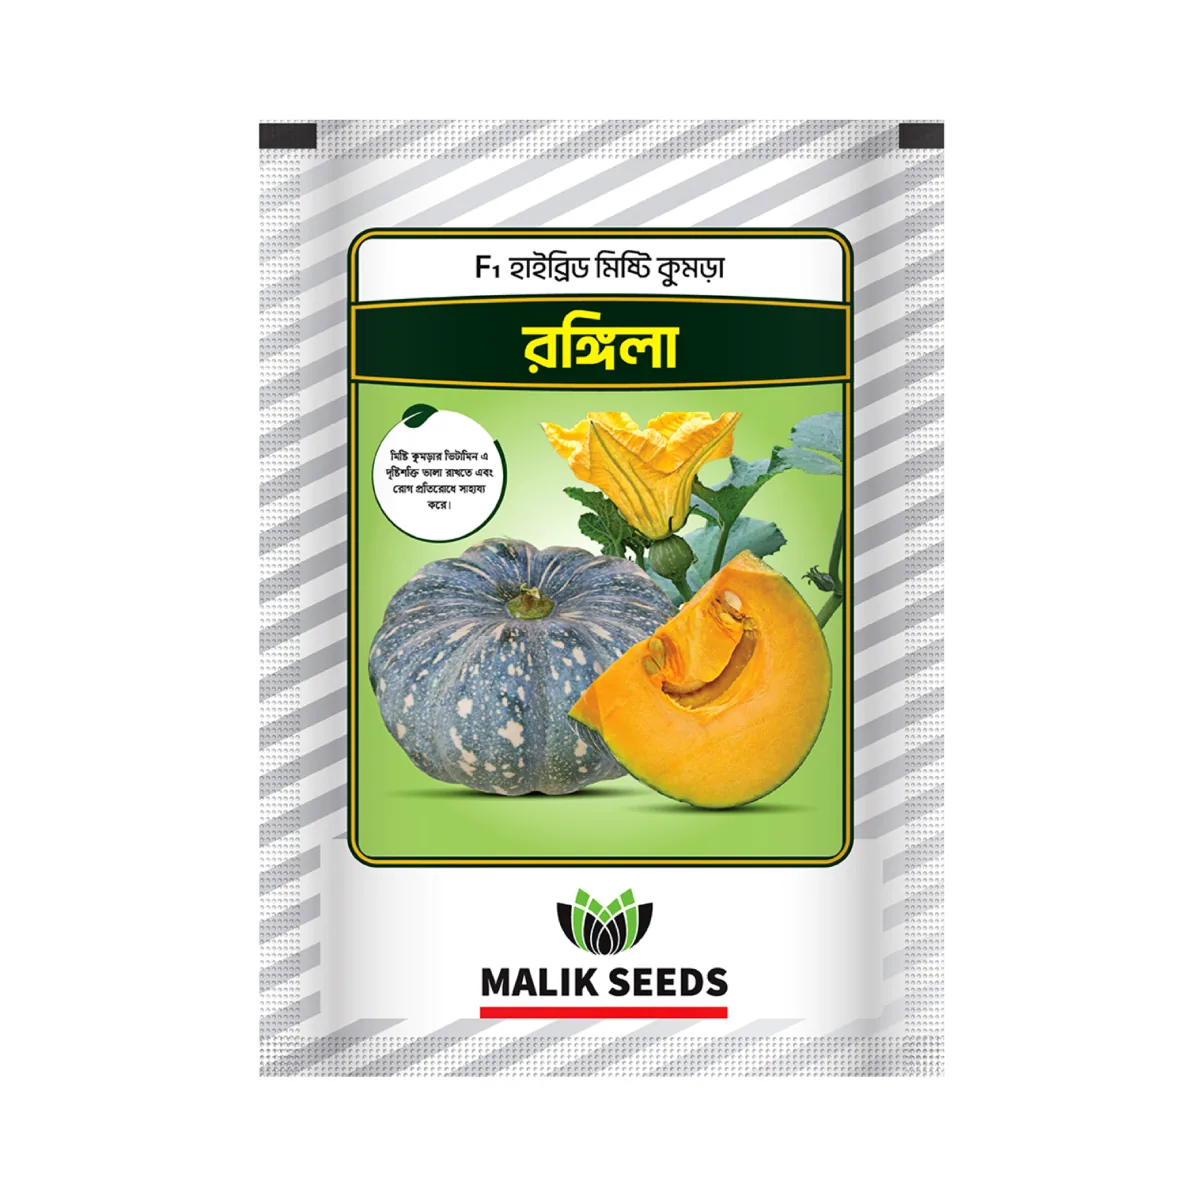 F₁ হাইব্রিড মিষ্টি কুমড়া
রঙ্গিলা
মিষ্টি কুমড়ার ভিটামিন এ
দৃষ্টিশক্তি ভালা রাখতে এবং
রোগ প্রতিরোধে সাহায্য
করে।
MALIK SEEDS